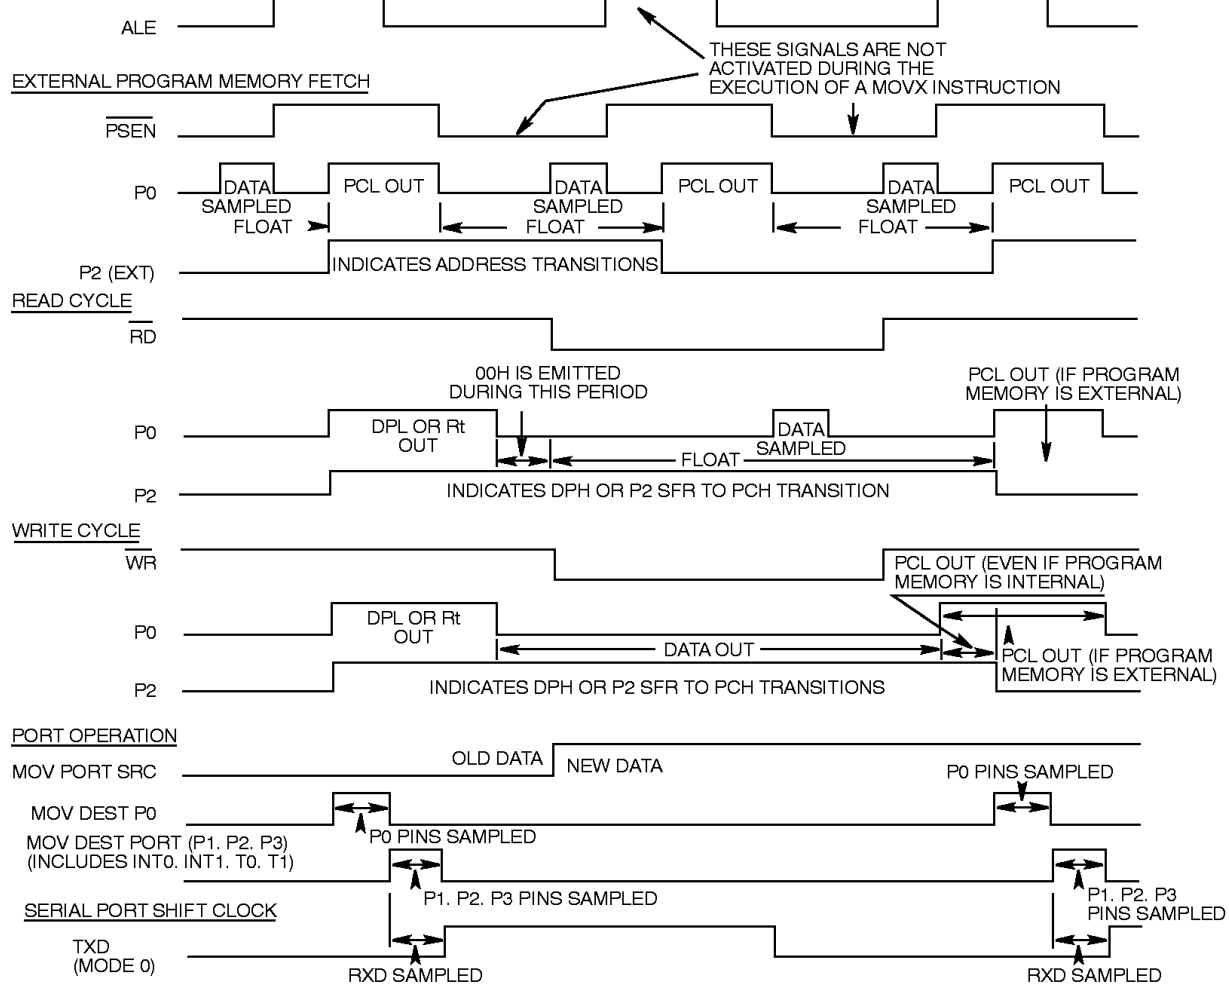 ALE
THESE SIGNALS ARE NOT
ACTIVATED DURING THE
EXECUTION OF A MOVX INSTRUCTION
EXTERNAL PROGRAM MEMORY FETCH
PSEN
P0
DATA
PCL OUT
DATA
PCL OUT
DATA
PCL OUT
SAMPLED
SAMPLED
SAMPLED
FLOAT
FLOAT
FLOAT
P2 (EXT)
INDICATES ADDRESS TRANSITIONS
READ CYCLE
RD
00H IS EMITTED
DURING THIS PERIOD
PCL OUT (IF PROGRAM
MEMORY IS EXTERNAL)
P0
DPL OR Rt
OUT
DATA
SAMPLED
FLOAT
P2
INDICATES DPH OR P2 SFR TO PCH TRANSITION
WRITE CYCLE
WR
PCL OUT (EVEN IF PROGRAM
MEMORY IS INTERNAL)
P0
DPL OR Rt
OUT
DATA OUT
PCL OUT (IF PROGRAM
MEMORY IS EXTERNAL)
P2
INDICATES DPH OR P2 SFR TO PCH TRANSITIONS
PORT OPERATION
MOV PORT SRC
OLD DATA
NEW DATA
P0 PINS SAMPLED
MOV DEST P0
P0 PINS SAMPLED
MOV DEST PORT (P1. P2. P3)
(INCLUDES INT0. INT1. T0. T1)
P1. P2. P3 PINS SAMPLED
P1. P2. P3
PINS SAMPLED
SERIAL PORT SHIFT CLOCK
TXD
(MODE 0)
RXD SAMPLED
RXD SAMPLED